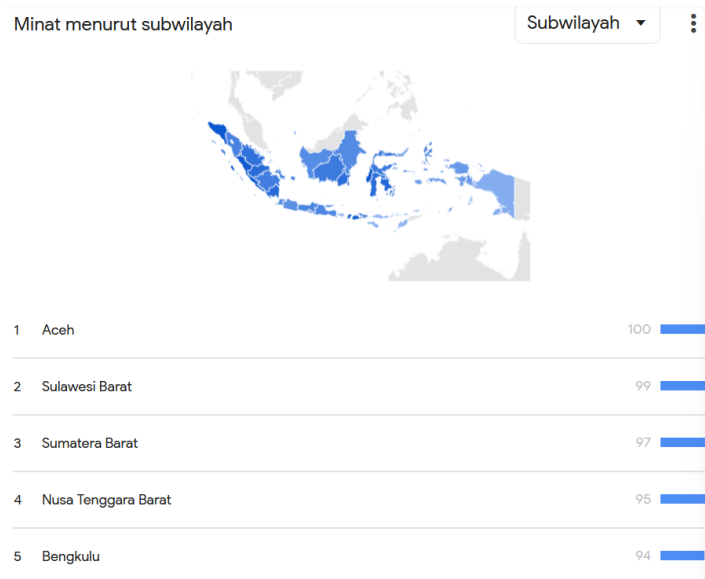 Minat menurut subwilayah
Subwilayah
1 Aceh 100
2 Sulawesi Barat 99
3 Sumatera Barat 97
4 Nusa Tenggara Barat 95
5 Bengkulu 94